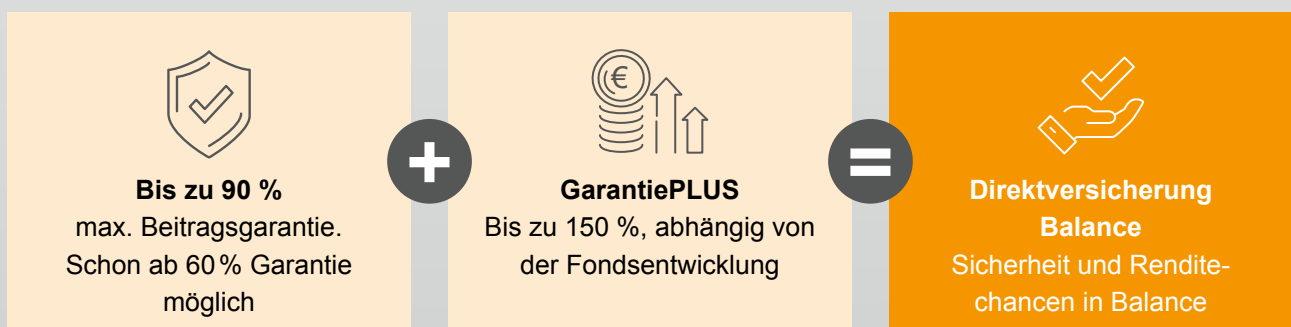 Bis zu 90 %
max. Beitragsgarantie.
Schon ab 60 % Garantie
möglich
+
€
GarantiePLUS
Bis zu 150 %, abhängig von
der Fondsentwicklung
=
Direktversicherung
Balance
Sicherheit und Rendite-
chancen in Balance